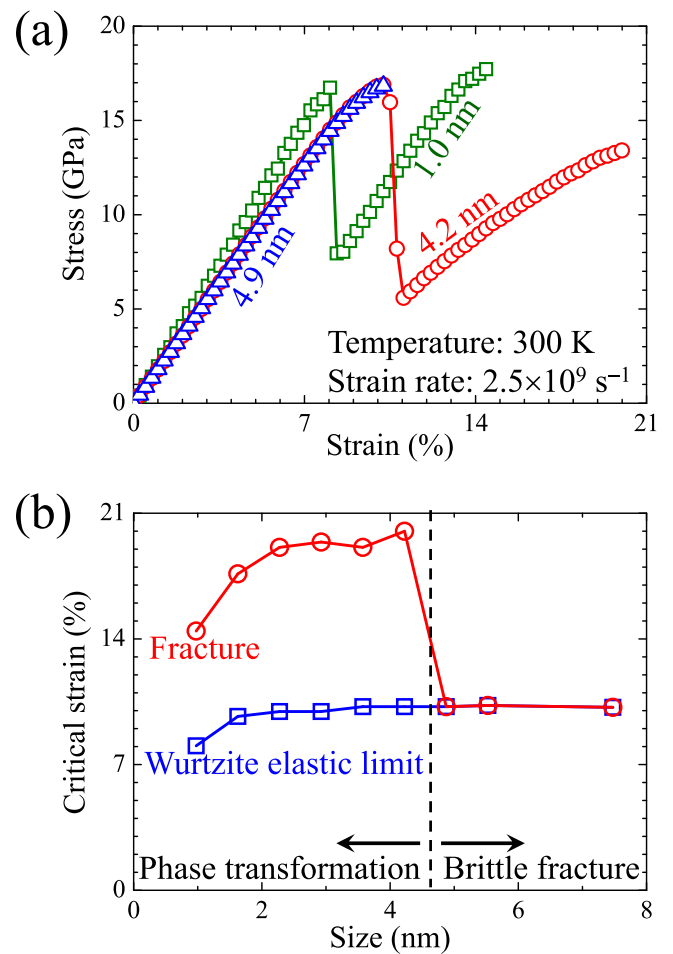 (a)
20
15
10
5
0
Stress (GPa)
1.0 nm
4.2 nm
4.9 nm
Temperature: 300 K
Strain rate: 2.5×10⁹ s⁻¹
0 7 14 21
Strain (%)
(b)
21
14
7
0
Critical strain (%)
Fracture
Wurtzite elastic limit
Phase transformation Brittle fracture
0 2 4 6 8
Size (nm)